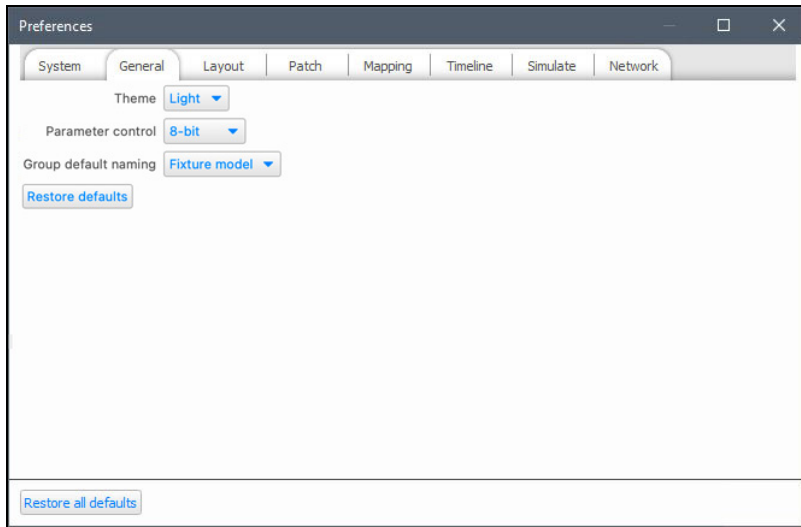 Preferences
System General Layout Patch Mapping Timeline Simulate Network
Theme Light
Parameter control 8-bit
Group default naming Fixture model
Restore defaults
Restore all defaults